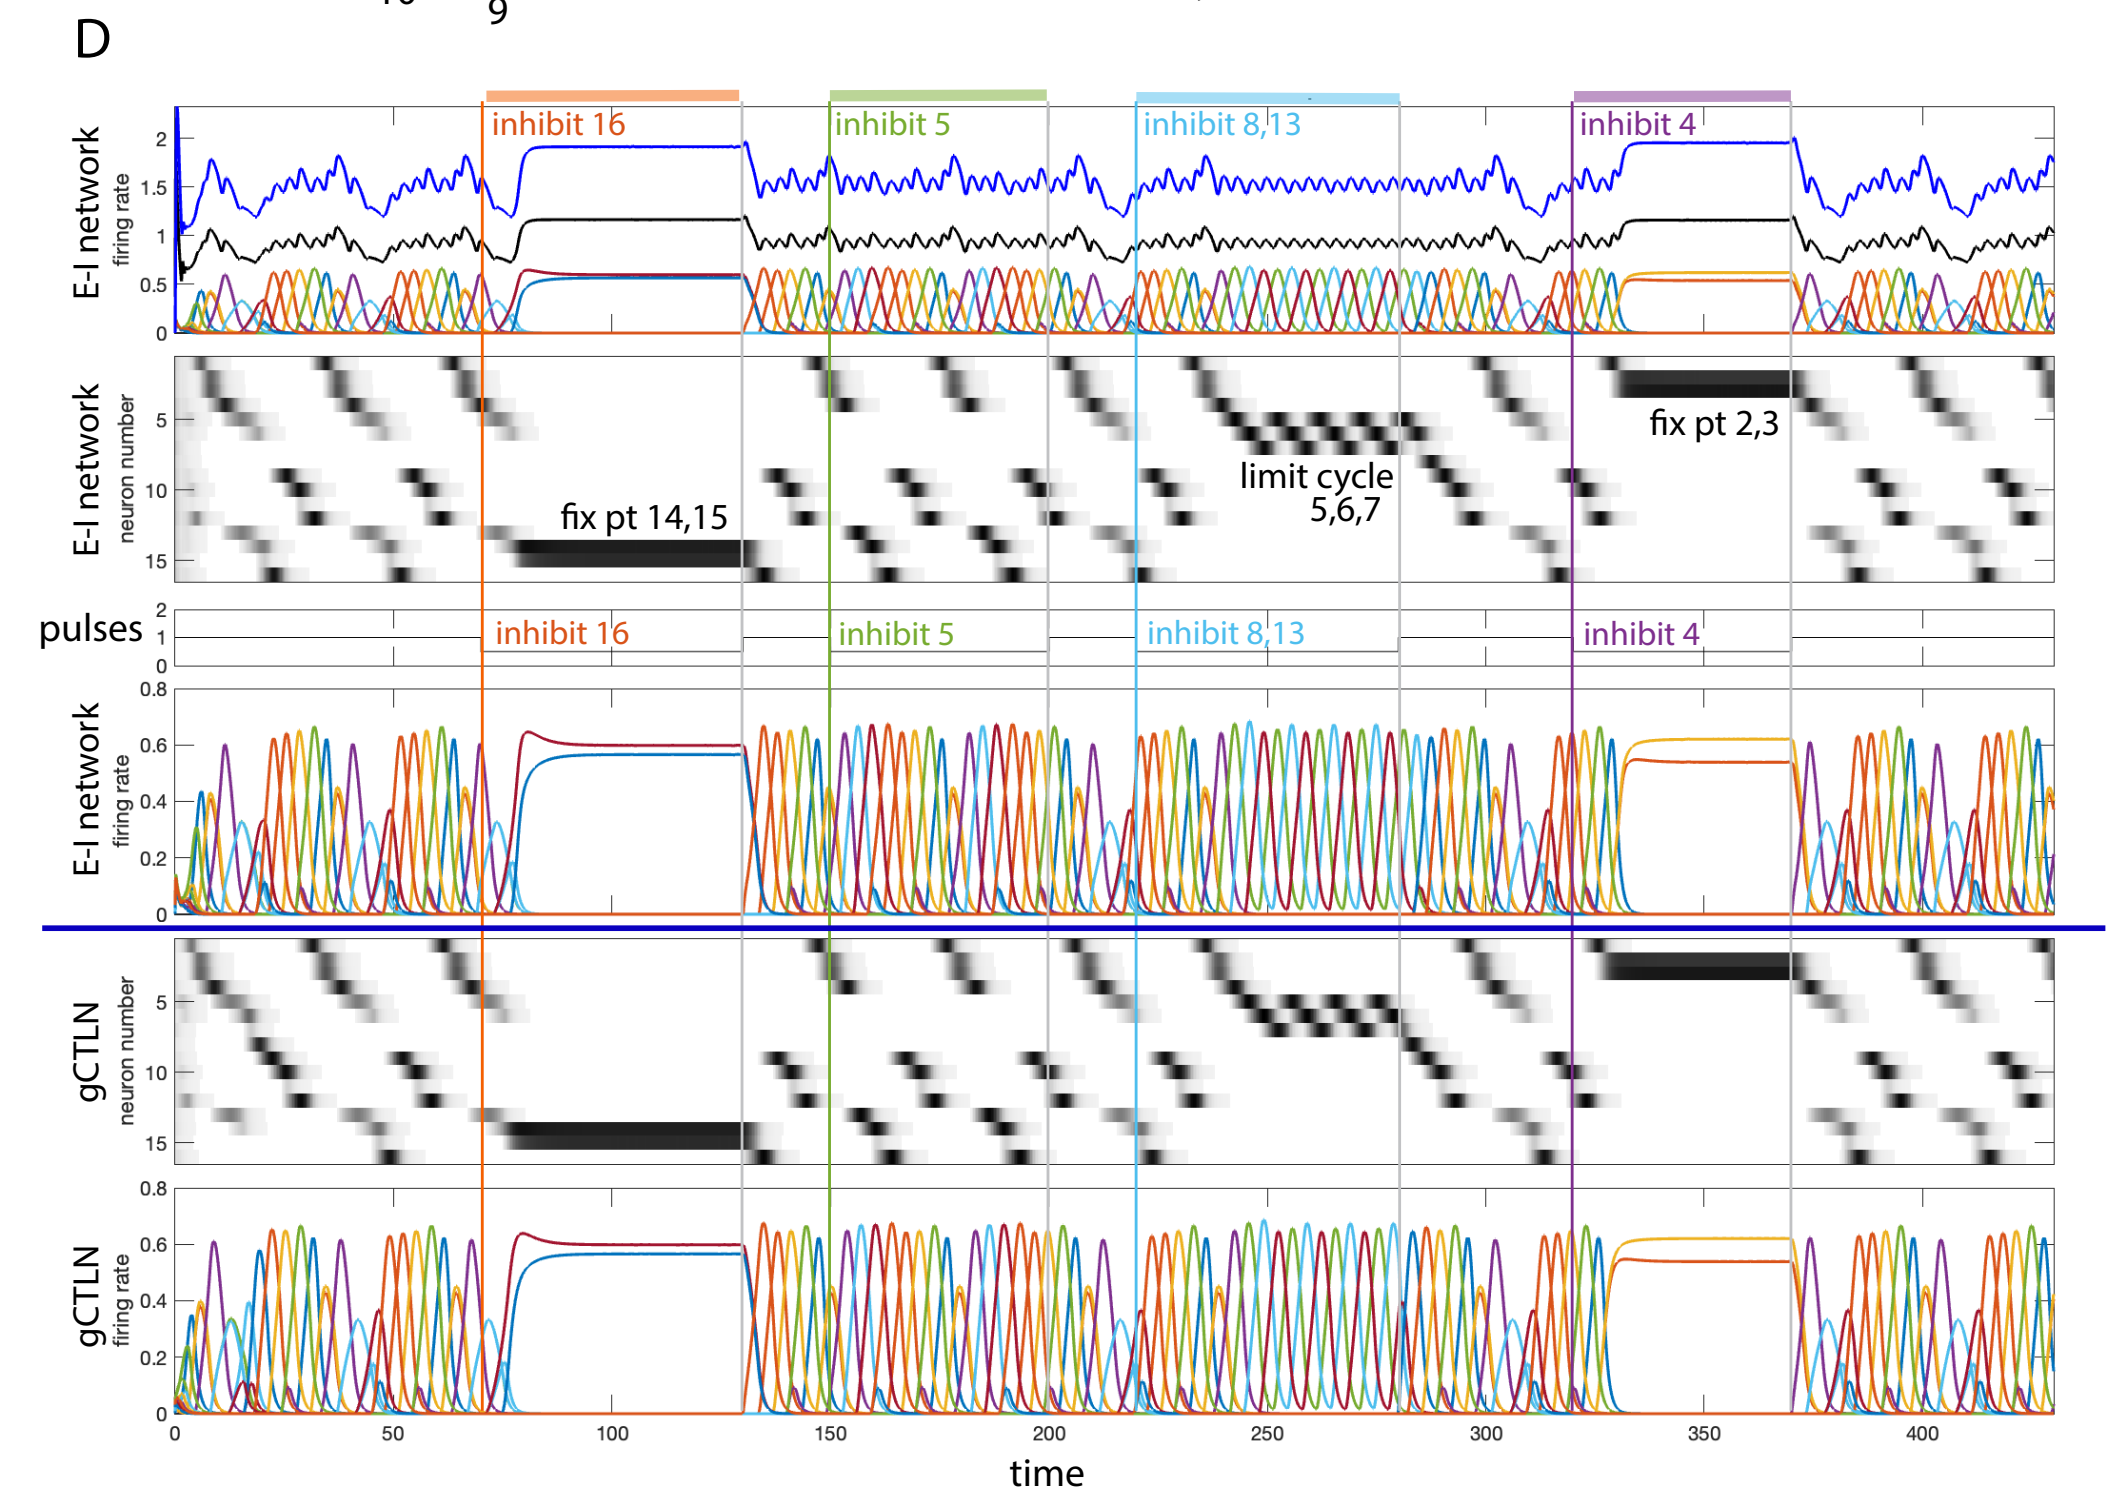 9
D
inhibit 16 inhibit 5 inhibit 8,13 inhibit 4
E-I network
firing rate
2
1.5
1
0.5
0
E-I network
neuron number
5
10
15
fix pt 14,15
limit cycle
5,6,7
fix pt 2,3
pulses
2
1
0
inhibit 16 inhibit 5 inhibit 8,13 inhibit 4
E-I network
firing rate
0.8
0.6
0.4
0.2
0
gCTLN
neuron number
5
10
15
gCTLN
firing rate
0.8
0.6
0.4
0.2
0
0 50 100 150 200 250 300 350 400
time